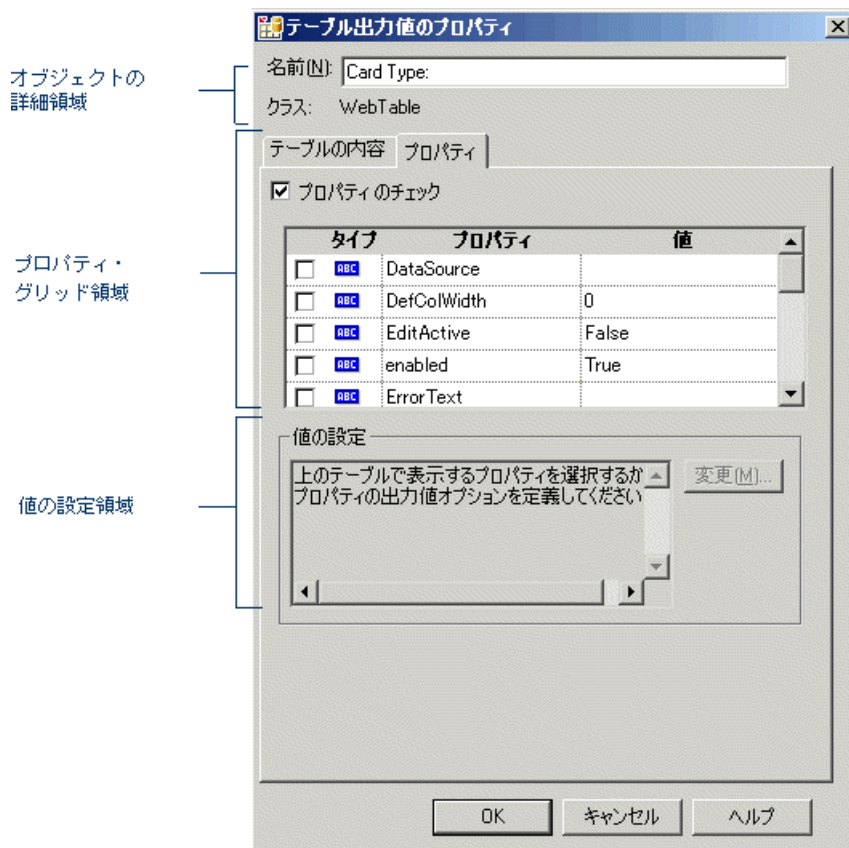 テーブル出力値のプロパティ
オブジェクトの
詳細領域
名前(N): Card Type:
クラス: WebTable
テーブルの内容 プロパティ
プロパティのチェック
プロパティ・
グリッド領域
タイプ プロパティ 値
ABC DataSource
ABC DefColWidth 0
ABC EditActive False
ABC enabled True
ABC ErrorText
値の設定領域
値の設定
上のテーブルで表示するプロパティを選択するか
プロパティの出力値オプションを定義してください
変更(M)...
OK キャンセル ヘルプ